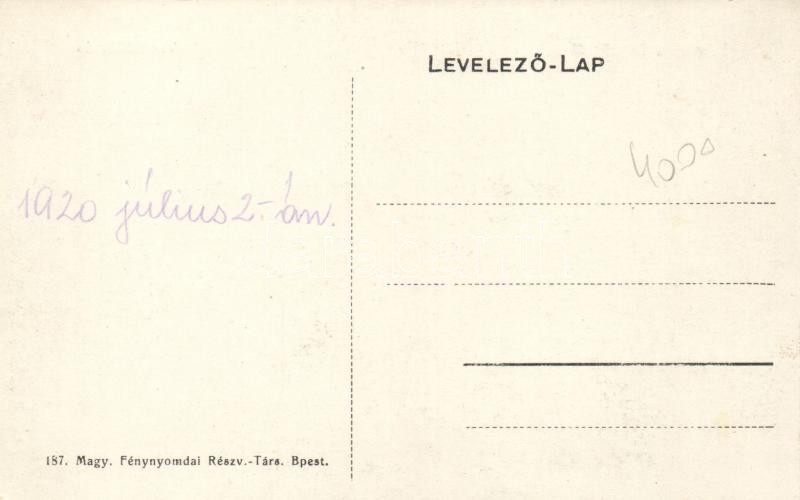 LEVELEZŐ-LAP
4000
1920 július 2.-án.
187. Magy. Fénynyomdai Részv.-Társ. Bpest.